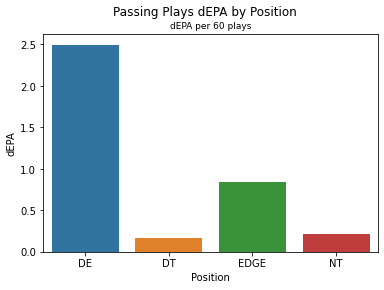 Passing Plays dEPA by Position
dEPA per 60 plays
2.5
2.0
1.5
1.0
0.5
0.0
dEPA
DE DT EDGE NT
Position